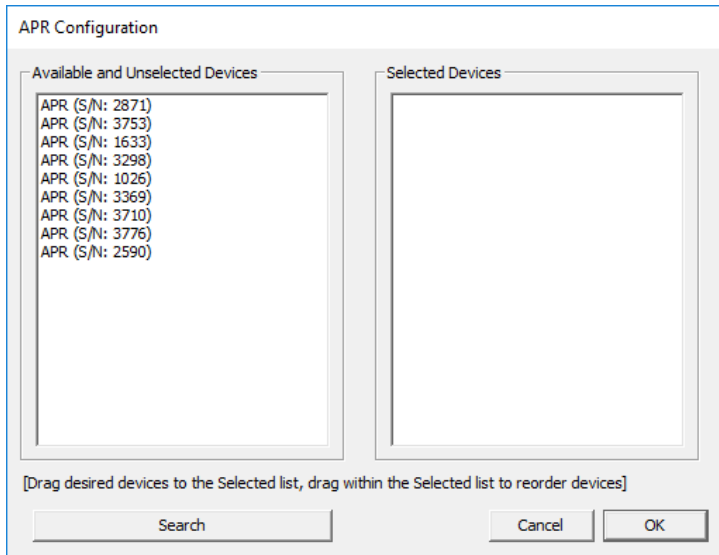 APR Configuration
Available and Unselected Devices
APR (S/N: 2871)
APR (S/N: 3753)
APR (S/N: 1633)
APR (S/N: 3298)
APR (S/N: 1026)
APR (S/N: 3369)
APR (S/N: 3710)
APR (S/N: 3776)
APR (S/N: 2590)
Selected Devices
[Drag desired devices to the Selected list, drag within the Selected list to reorder devices]
Search
Cancel
OK